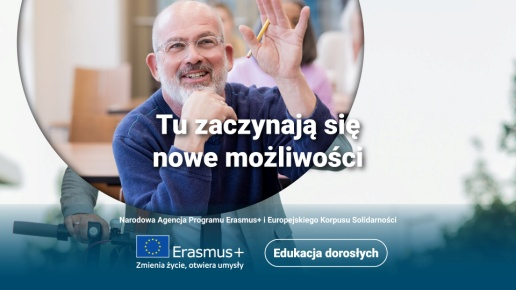 Tu zaczynają się
nowe możliwości
Narodowa Agencja Programu Erasmus+ i Europejskiego Korpusu Solidarności
Erasmus+
Zmienia życie, otwiera umysły
Edukacja dorosłych